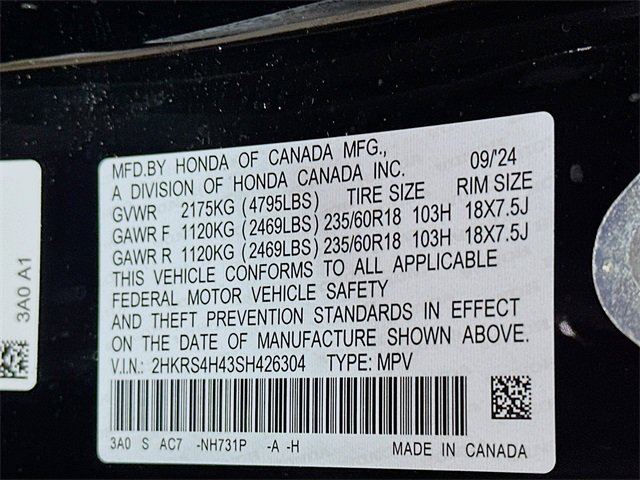 MFD.BY HONDA OF CANADA MFG., 09/'24
A DIVISION OF HONDA CANADA INC.
GVWR 2175KG (4795LBS) TIRE SIZE RIM SIZE
GAWR F 1120KG (2469LBS) 235/60R18 103H 18X7.5J
GAWR R 1120KG (2469LBS) 235/60R18 103H 18X7.5J
THIS VEHICLE CONFORMS TO ALL APPLICABLE
FEDERAL MOTOR VEHICLE SAFETY
AND THEFT PREVENTION STANDARDS IN EFFECT
ON THE DATE OF MANUFACTURE SHOWN ABOVE.
V.I.N.: 2HKRS4H43SH426304 TYPE: MPV
3A0 S AC7 -NH731P -A -H MADE IN CANADA
3A0 A1